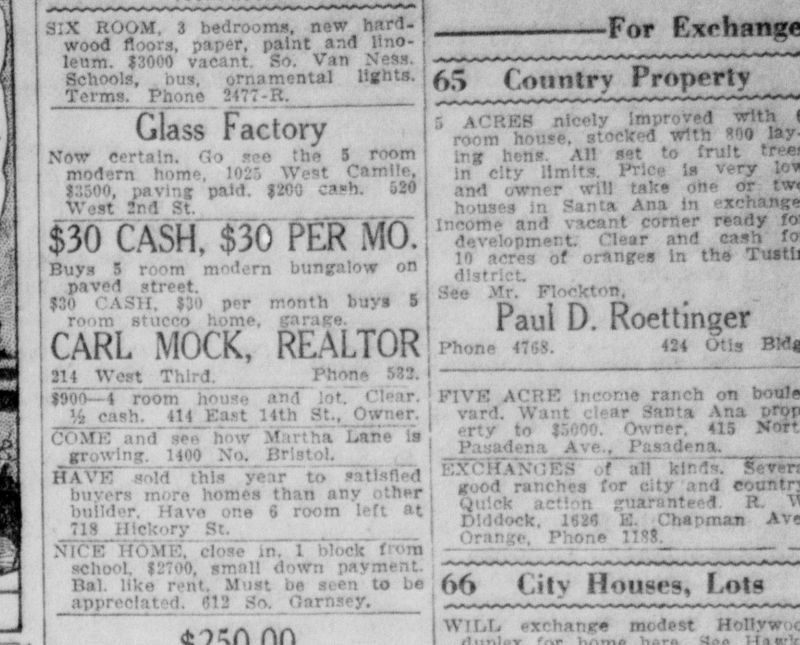 SIX ROOM, 3 bedrooms, new hard-
wood floors, paper, paint and lino-
leum. $3000 vacant. So. Van Ness.
Schools, bus, ornamental lights.
Terms. Phone 2477-R.
Glass Factory
Now certain. Go see the 5 room
modern home, 1025 West Camile,
$3500, paving paid. $200 cash. 520
West 2nd St.
$30 CASH, $30 PER MO.
Buys 5 room modern bungalow on
paved street.
$30 CASH, $30 per month buys 5
room stucco home, garage.
CARL MOCK, REALTOR
214 West Third. Phone 532.
$900—4 room house and lot. Clear.
½ cash. 414 East 14th St., Owner.
COME and see how Martha Lane is
growing. 1400 No. Bristol.
HAVE sold this year to satisfied
buyers more homes than any other
builder. Have one 6 room left at
718 Hickory St.
NICE HOME, close in, 1 block from
school, $2700, small down payment.
Bal. like rent. Must be seen to be
appreciated. 612 So. Garnsey.
$250.00
For Exchange
65 Country Property
5 ACRES nicely improved with
room house, stocked with 800 lay-
ing hens. All set to fruit trees
in city limits. Price is very low
and owner will take one or two
houses in Santa Ana in exchange
Income and vacant corner ready fo
development. Clear and cash fo
10 acres of oranges in the Tustin
district.
See Mr. Flockton,
Paul D. Roettinger
Phone 4768. 424 Otis Bldg
FIVE ACRE income ranch on boule
vard. Want clear Santa Ana prop
erty to $5000. Owner, 415 Nort
Pasadena Ave., Pasadena.
EXCHANGES of all kinds. Severa
good ranches for city and country
Quick action guaranteed. R. W
Diddock, 1626 E. Chapman Ave
Orange, Phone 1188.
66 City Houses, Lots
WILL exchange modest Hollywoo
duplex for home here. See Hawk